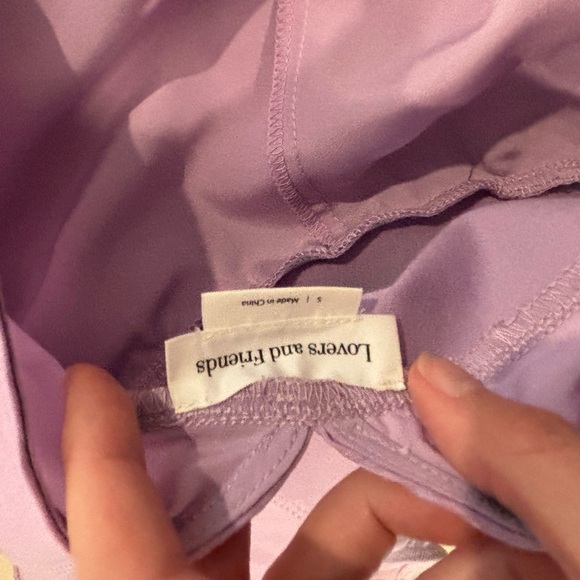 Lovers and Friends
S | Made in China